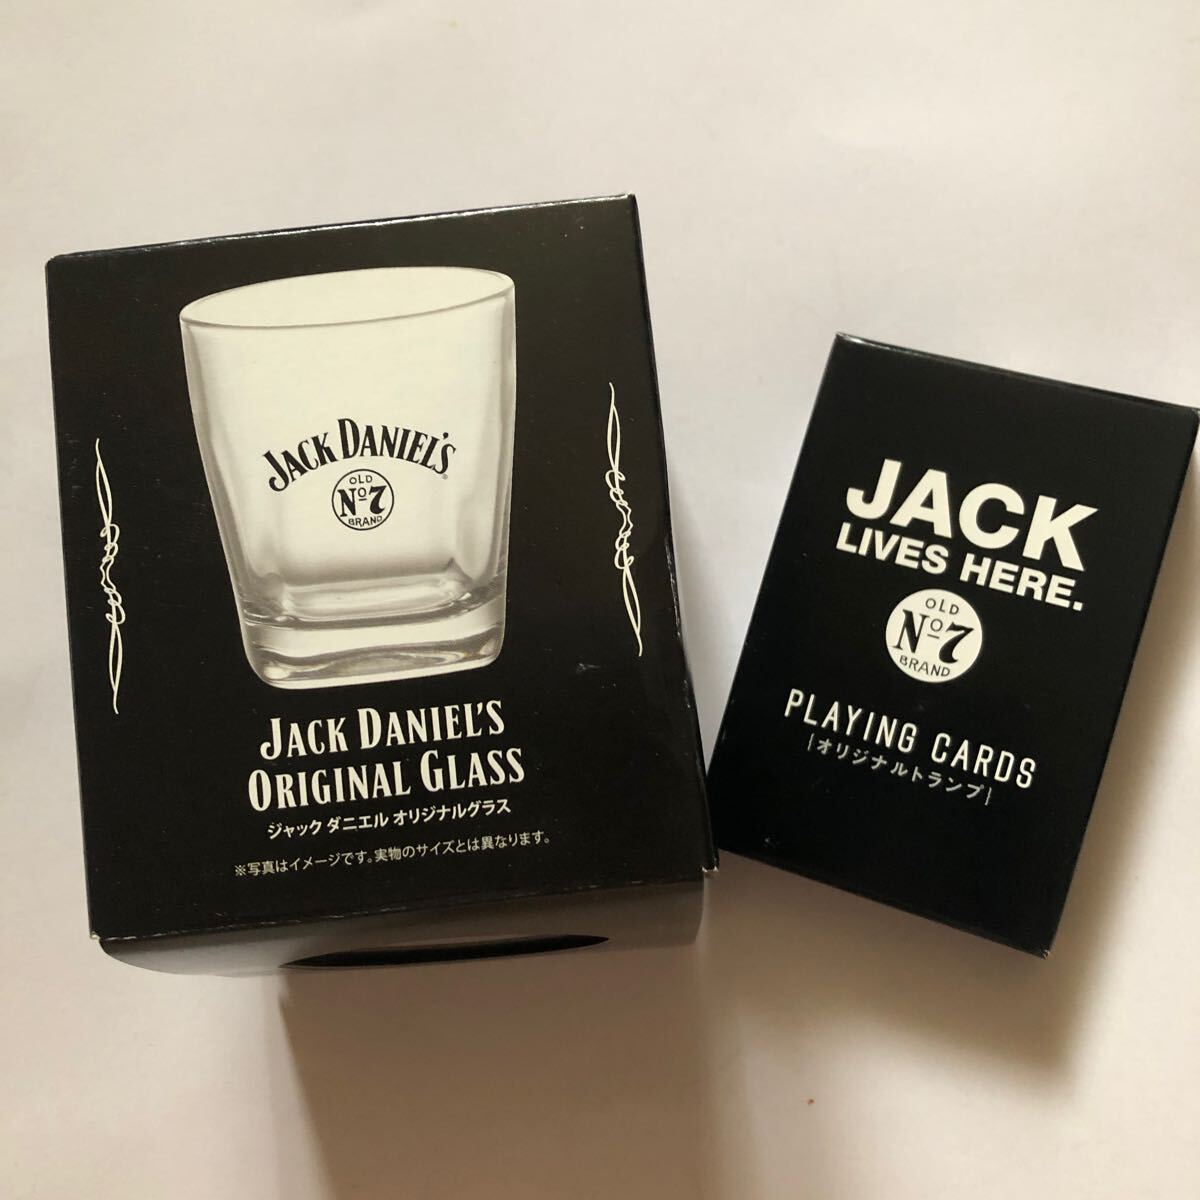 JACK DANIEL'S
OLD
Nº7
BRAND
JACK DANIEL'S
ORIGINAL GLASS
ジャック ダニエル オリジナルグラス
※写真はイメージです。実物のサイズとは異なります。
JACK
LIVES HERE.
OLD
Nº7
BRAND
PLAYING CARDS
{オリジナルトランプ}